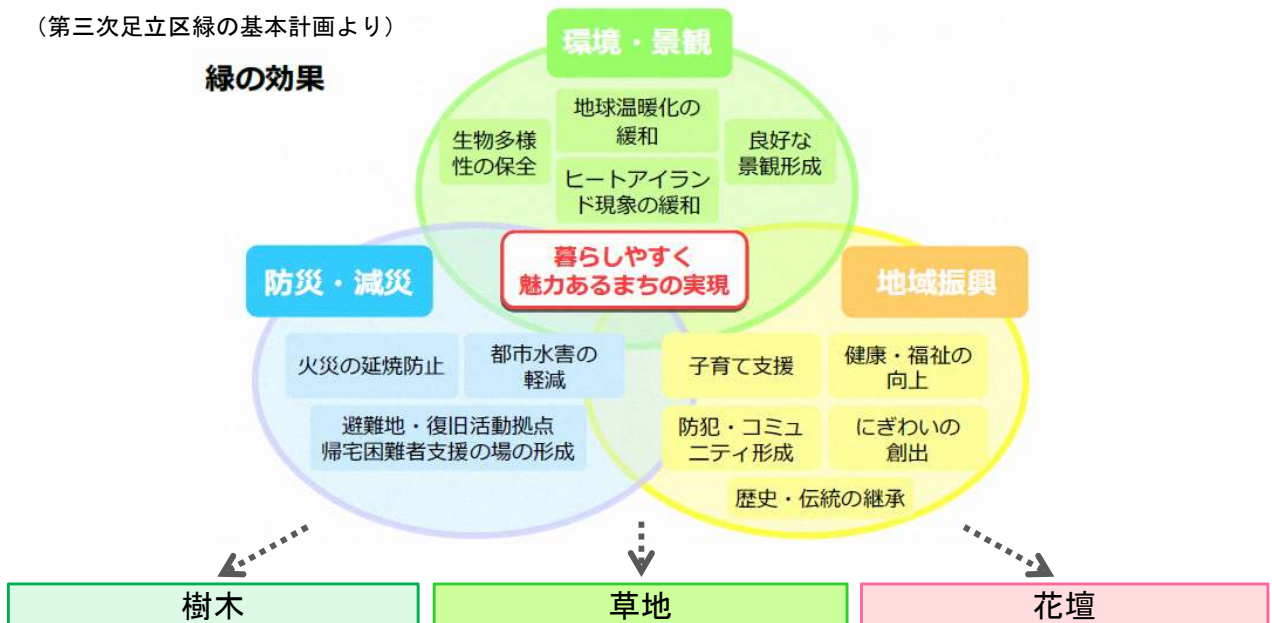 （第三次足立区緑の基本計画より）
緑の効果
環境・景観
地球温暖化の
緩和
生物多様
性の保全
良好な
景観形成
ヒートアイラン
ド現象の緩和
暮らしやすく
魅力あるまちの実現
防災・減災
火災の延焼防止
都市水害の
軽減
避難地・復旧活動拠点
帰宅困難者支援の場の形成
地域振興
子育て支援
健康・福祉の
向上
防犯・コミュ
ニティ形成
にぎわいの
創出
歴史・伝統の継承
樹木
草地
花壇